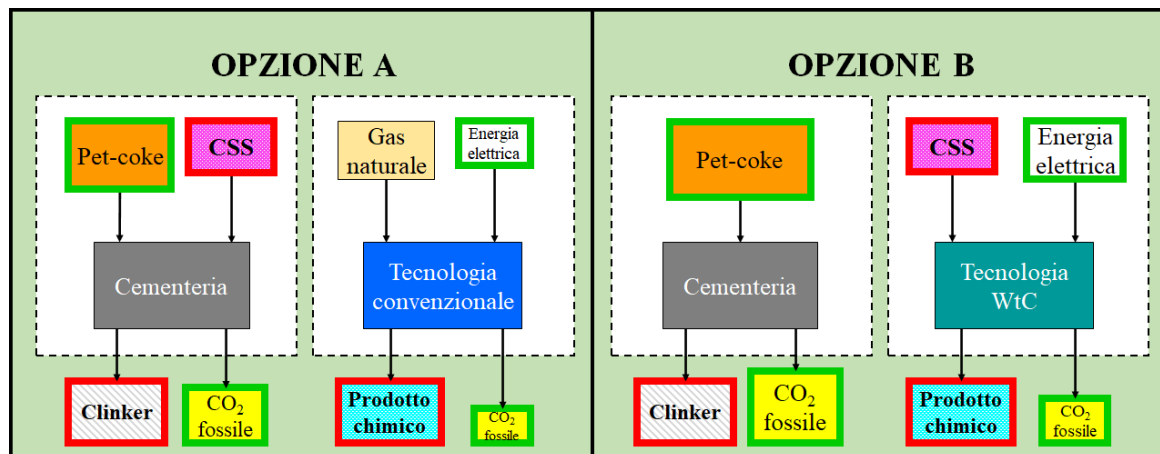 OPZIONE A
Pet-coke
CSS
Gas
naturale
Energia
elettrica
Cementeria
Tecnologia
convenzionale
Clinker
CO₂
fossile
Prodotto
chimico
CO₂
fossile
OPZIONE B
Pet-coke
CSS
Energia
elettrica
Cementeria
Tecnologia
WtC
Clinker
CO₂
fossile
Prodotto
chimico
CO₂
fossile